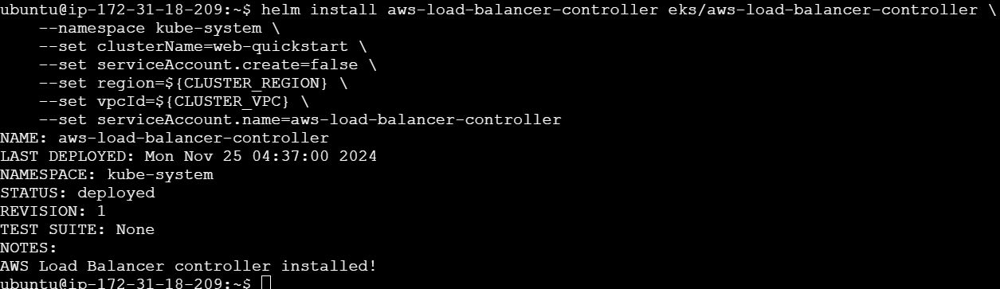 ubuntu@ip-172-31-18-209:~$ helm install aws-load-balancer-controller eks/aws-load-balancer-controller \
    --namespace kube-system \
    --set clusterName=web-quickstart \
    --set serviceAccount.create=false \
    --set region=${CLUSTER_REGION} \
    --set vpcId=${CLUSTER_VPC} \
    --set serviceAccount.name=aws-load-balancer-controller
NAME: aws-load-balancer-controller
LAST DEPLOYED: Mon Nov 25 04:37:00 2024
NAMESPACE: kube-system
STATUS: deployed
REVISION: 1
TEST SUITE: None
NOTES:
AWS Load Balancer controller installed!
ubuntu@ip-172-31-18-209:~$